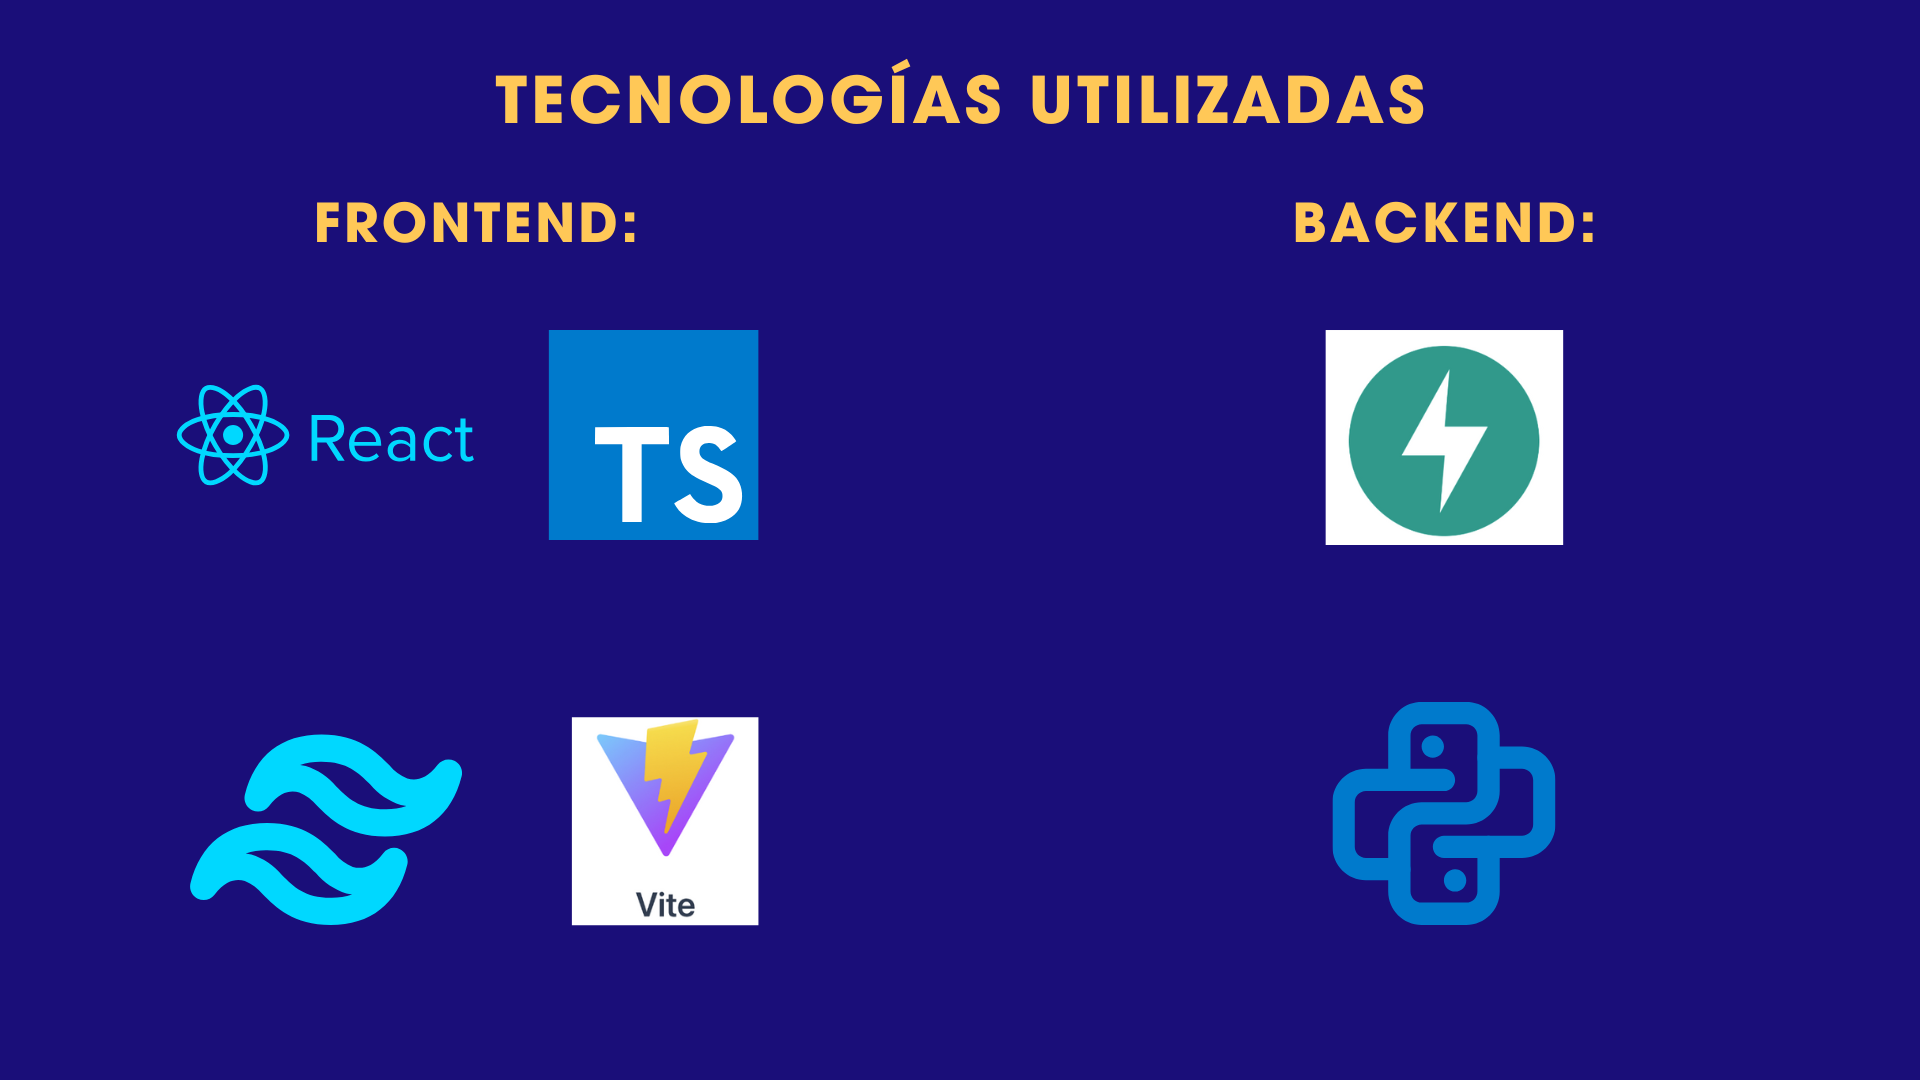 TECNOLOGÍAS UTILIZADAS
FRONTEND:
BACKEND:
React
TS
Vite